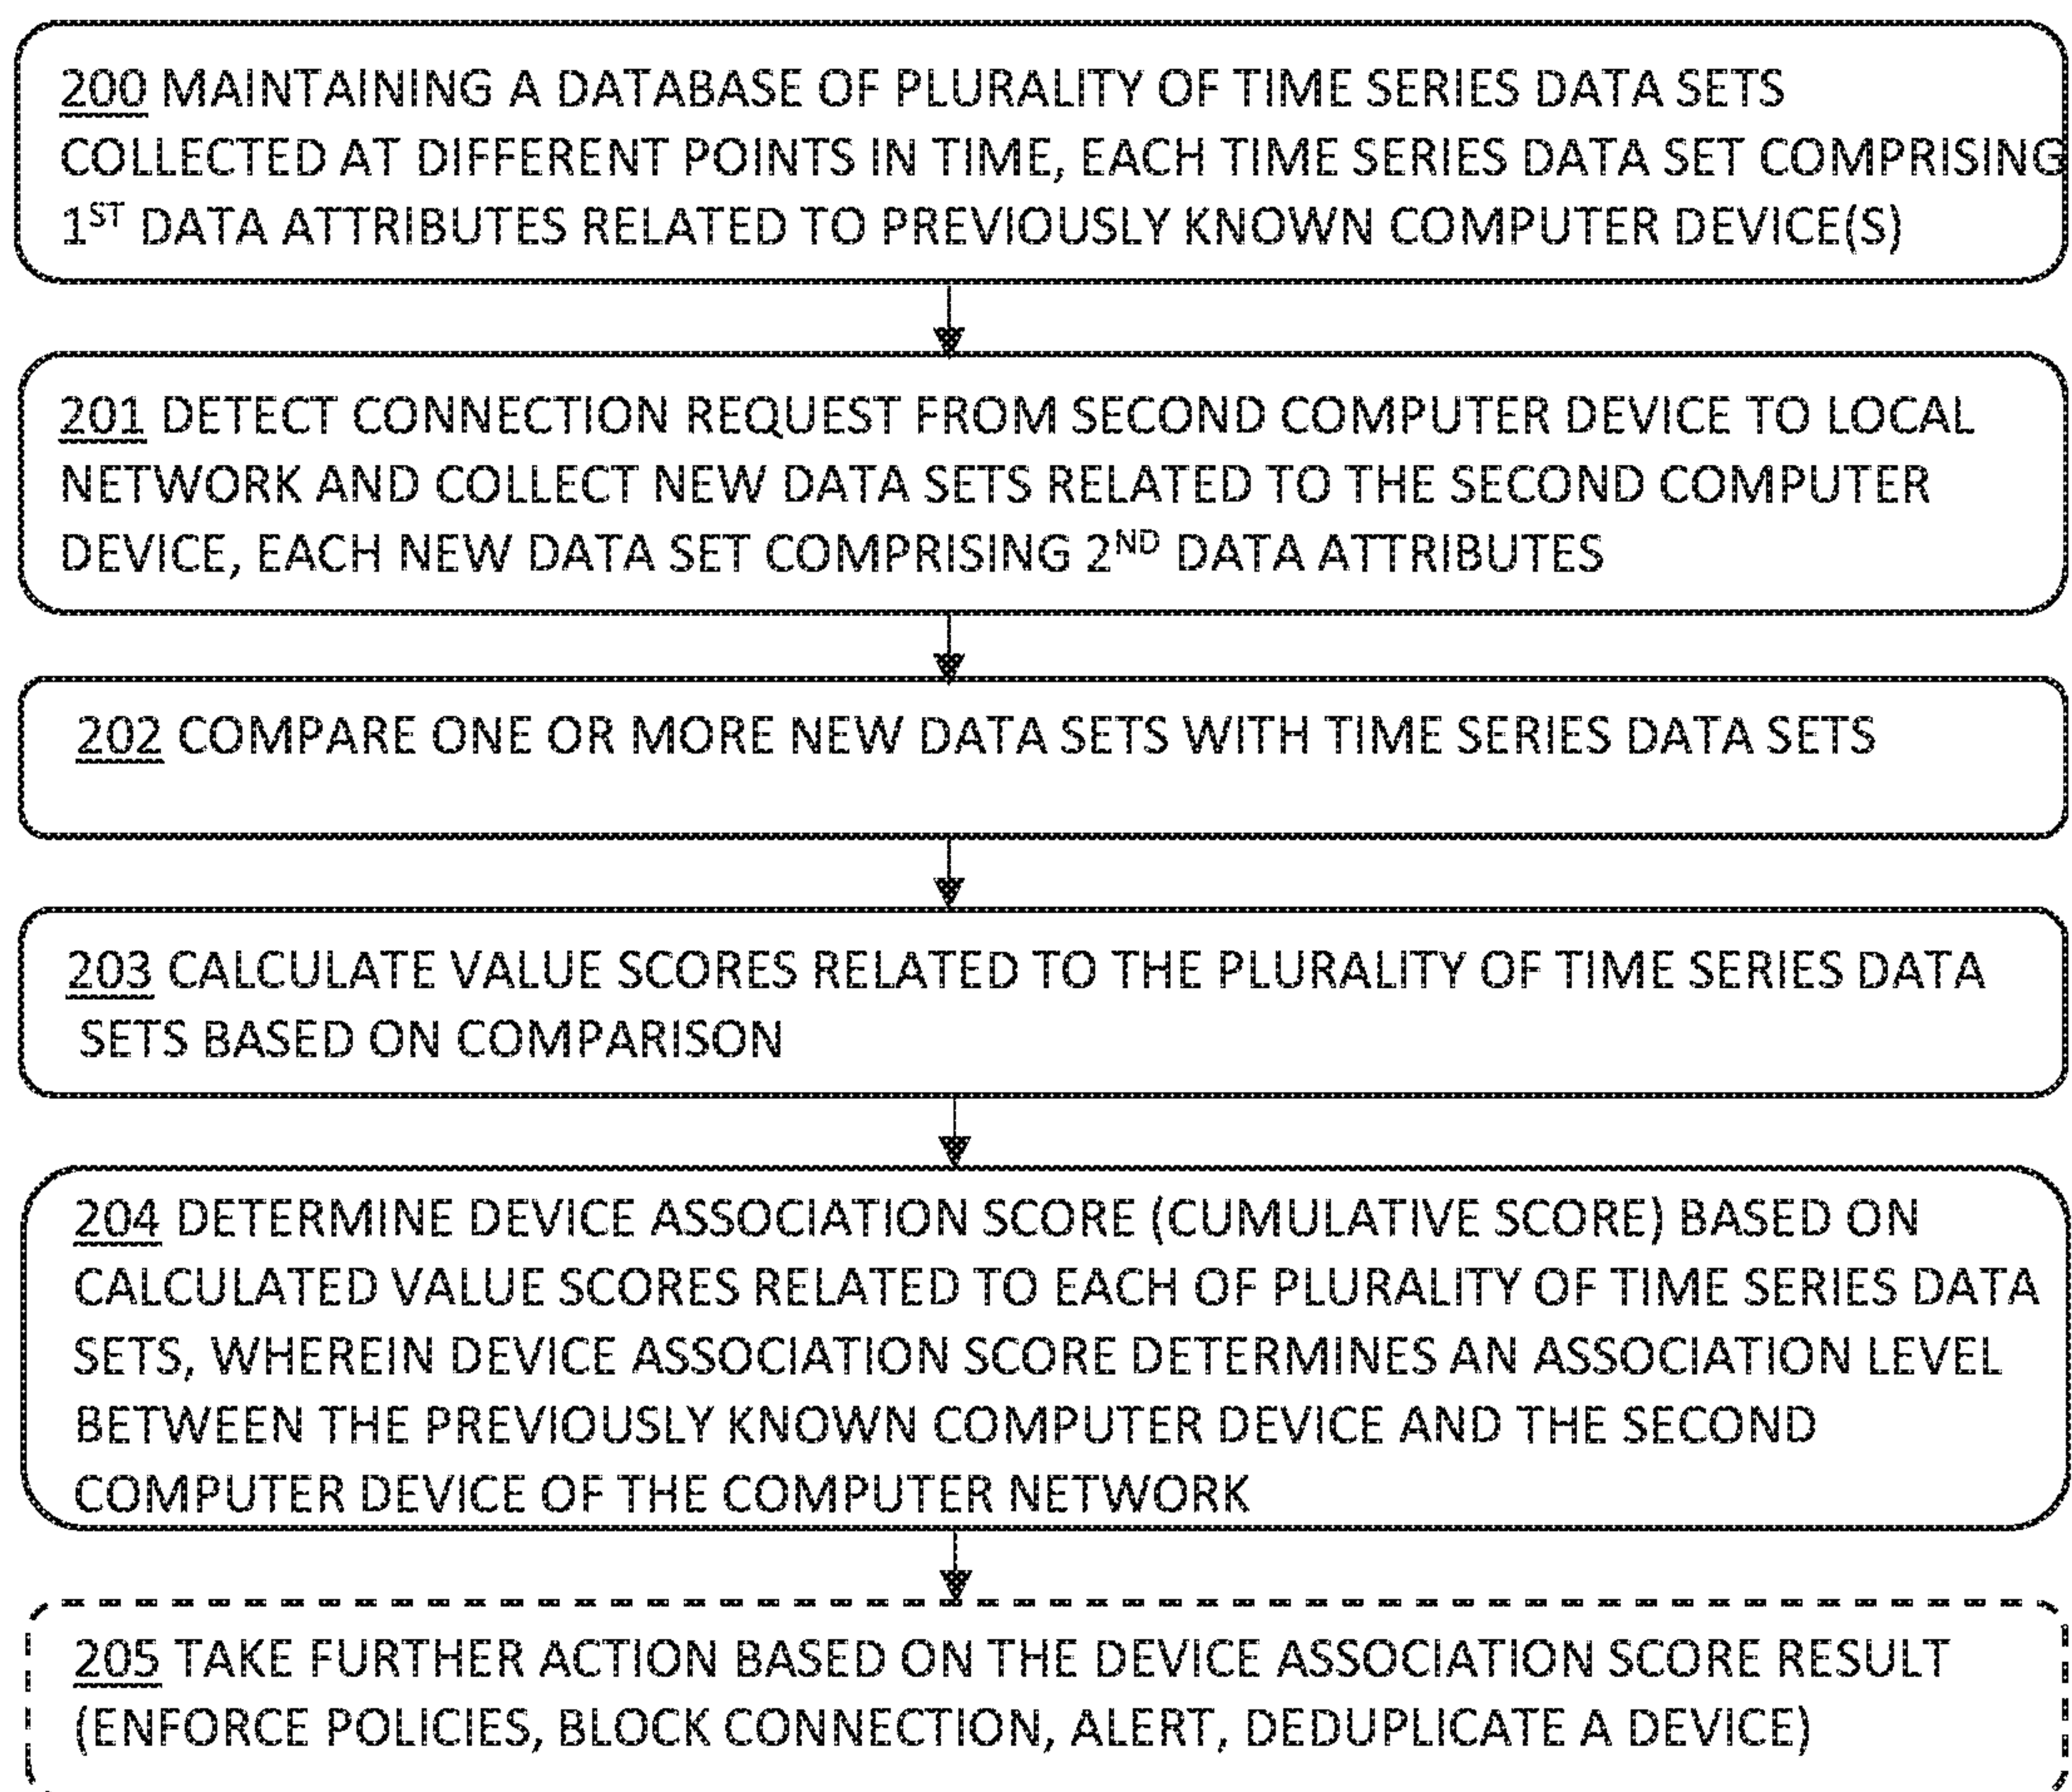 200 MAINTAINING A DATABASE OF PLURALITY OF TIME SERIES DATA SETS
COLLECTED AT DIFFERENT POINTS IN TIME, EACH TIME SERIES DATA SET COMPRISING
1ST DATA ATTRIBUTES RELATED TO PREVIOUSLY KNOWN COMPUTER DEVICE(S)
201 DETECT CONNECTION REQUEST FROM SECOND COMPUTER DEVICE TO LOCAL
NETWORK AND COLLECT NEW DATA SETS RELATED TO THE SECOND COMPUTER
DEVICE, EACH NEW DATA SET COMPRISING 2ND DATA ATTRIBUTES
202 COMPARE ONE OR MORE NEW DATA SETS WITH TIME SERIES DATA SETS
203 CALCULATE VALUE SCORES RELATED TO THE PLURALITY OF TIME SERIES DATA
SETS BASED ON COMPARISON
204 DETERMINE DEVICE ASSOCIATION SCORE (CUMULATIVE SCORE) BASED ON
CALCULATED VALUE SCORES RELATED TO EACH OF PLURALITY OF TIME SERIES DATA
SETS, WHEREIN DEVICE ASSOCIATION SCORE DETERMINES AN ASSOCIATION LEVEL
BETWEEN THE PREVIOUSLY KNOWN COMPUTER DEVICE AND THE SECOND
COMPUTER DEVICE OF THE COMPUTER NETWORK
205 TAKE FURTHER ACTION BASED ON THE DEVICE ASSOCIATION SCORE RESULT
(ENFORCE POLICIES, BLOCK CONNECTION, ALERT, DEDUPLICATE A DEVICE)